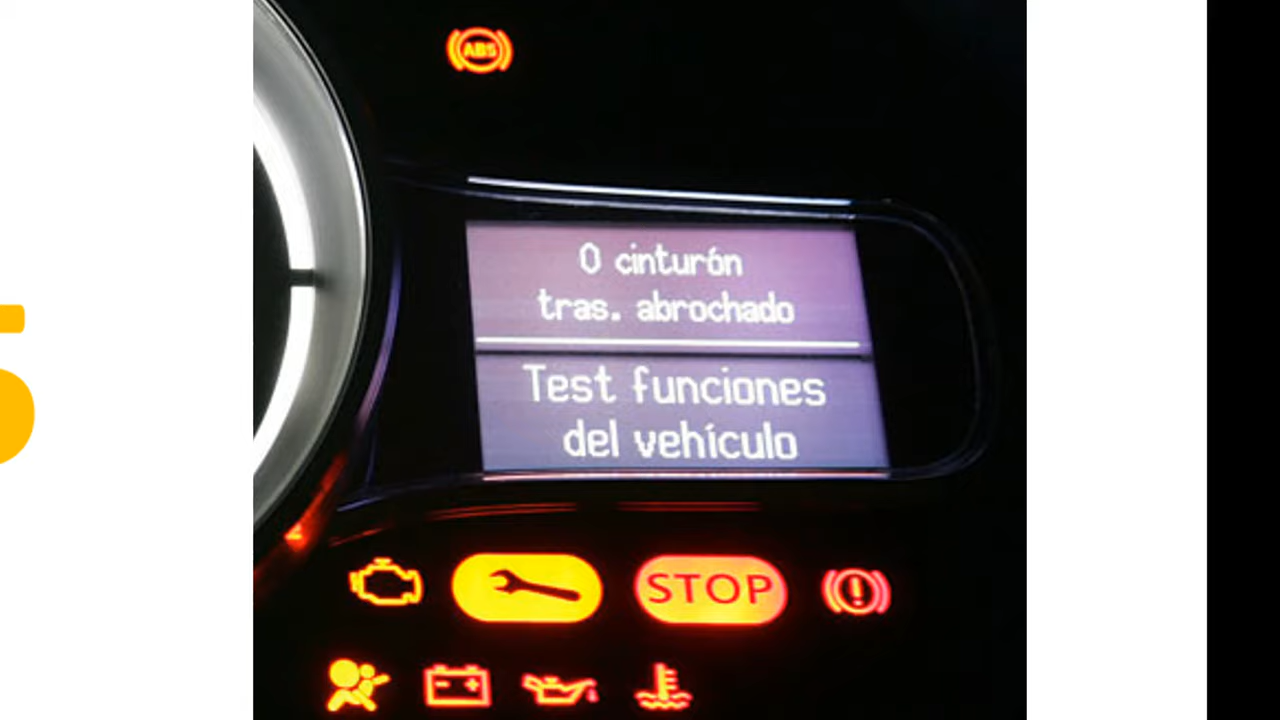 ABS
0 cinturón
tras. abrochado
Test funciones
del vehículo
STOP